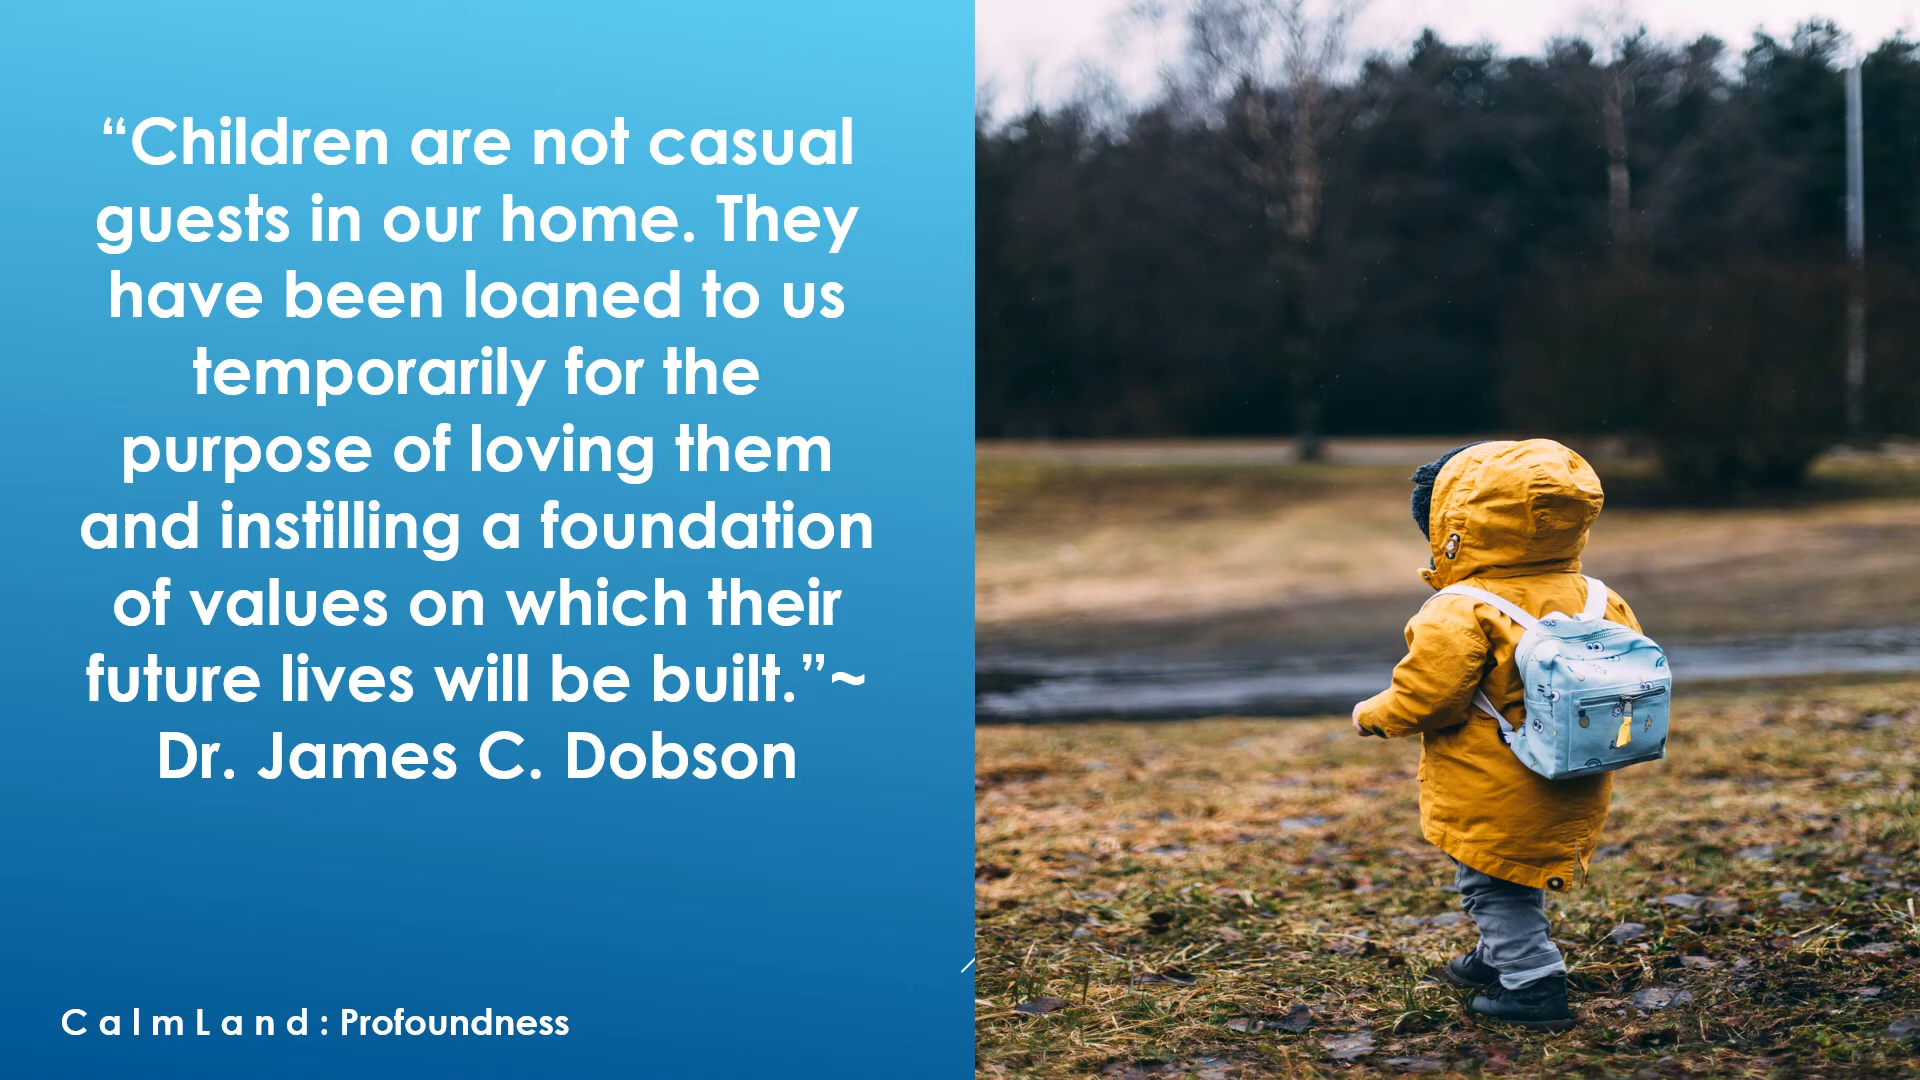 “Children are not casual
guests in our home. They
have been loaned to us
temporarily for the
purpose of loving them
and instilling a foundation
of values on which their
future lives will be built.”~
Dr. James C. Dobson
C a l m L a n d : Profoundness